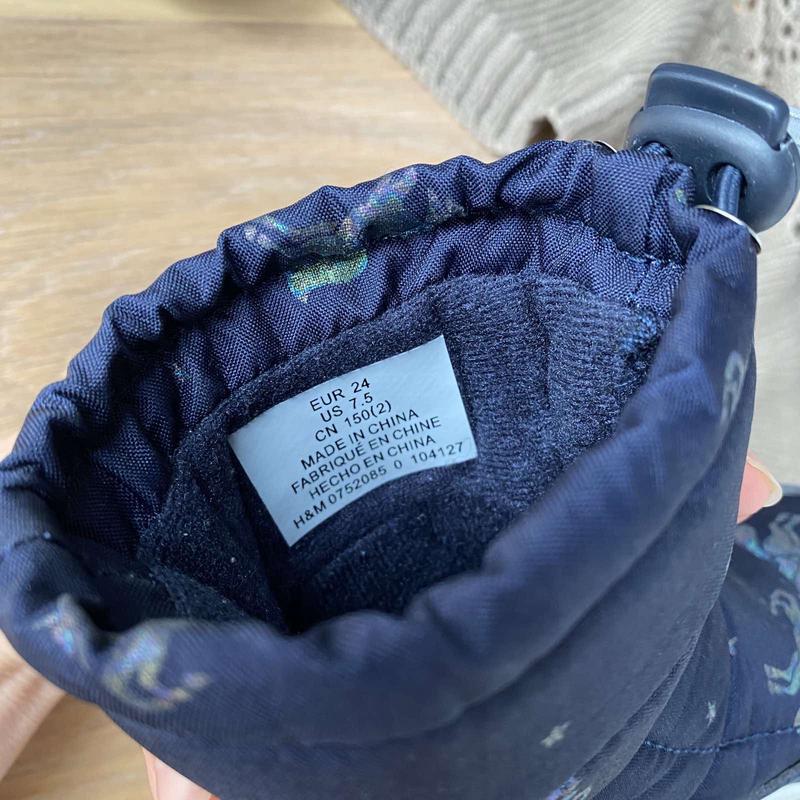 EUR 24
US 7.5
CN 150(2)
MADE IN CHINA
FABRIQUÉ EN CHINE
HECHO EN CHINA
H&M 0752085 0 104127